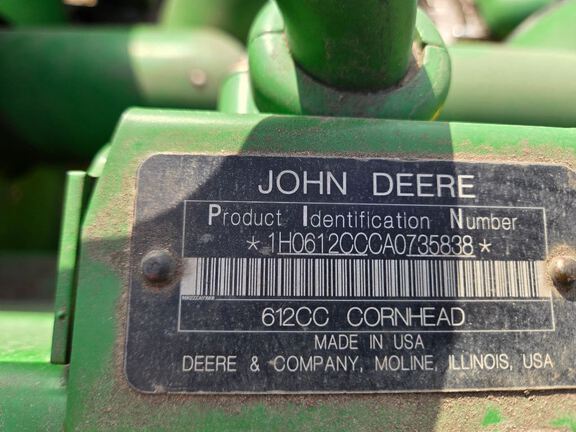 JOHN DEERE
Product Identification Number
*1H0612CCCA0735838*
612CC CORNHEAD
MADE IN USA
DEERE & COMPANY, MOLINE, ILLINOIS, USA